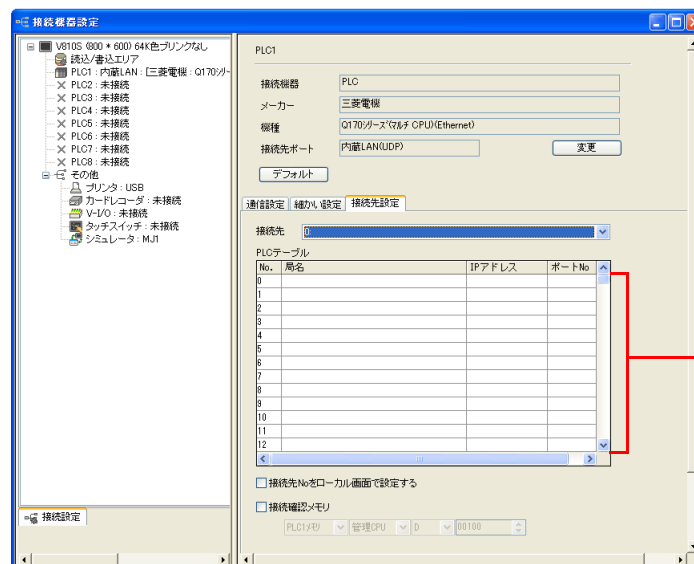 接続機器設定
V810S (800 * 600) 64K色ブリンクなし
読込/書込エリア
PLC1 : 内蔵LAN : [三菱電機 : Q170ｼﾘｰ
PLC2 : 未接続
PLC3 : 未接続
PLC4 : 未接続
PLC5 : 未接続
PLC6 : 未接続
PLC7 : 未接続
PLC8 : 未接続
その他
プリンタ : USB
カードレコーダ : 未接続
V-I/O : 未接続
タッチスイッチ : 未接続
シミュレータ : MJ1
接続設定
PLC1
接続機器 PLC
メーカー 三菱電機
機種 Q170ｼﾘｰｽﾞ(ﾏﾙﾁ CPU)(Ethernet)
接続先ポート 内蔵LAN(UDP) 変更
デフォルト
通信設定 細かい設定 接続先設定
接続先 0:
PLCテーブル
No. 局名 IPアドレス ポートNo
0
1
2
3
4
5
6
7
8
9
10
11
12
接続先Noをローカル画面で設定する
接続確認メモリ
PLC1ﾒﾓﾘ 管理CPU D 00100